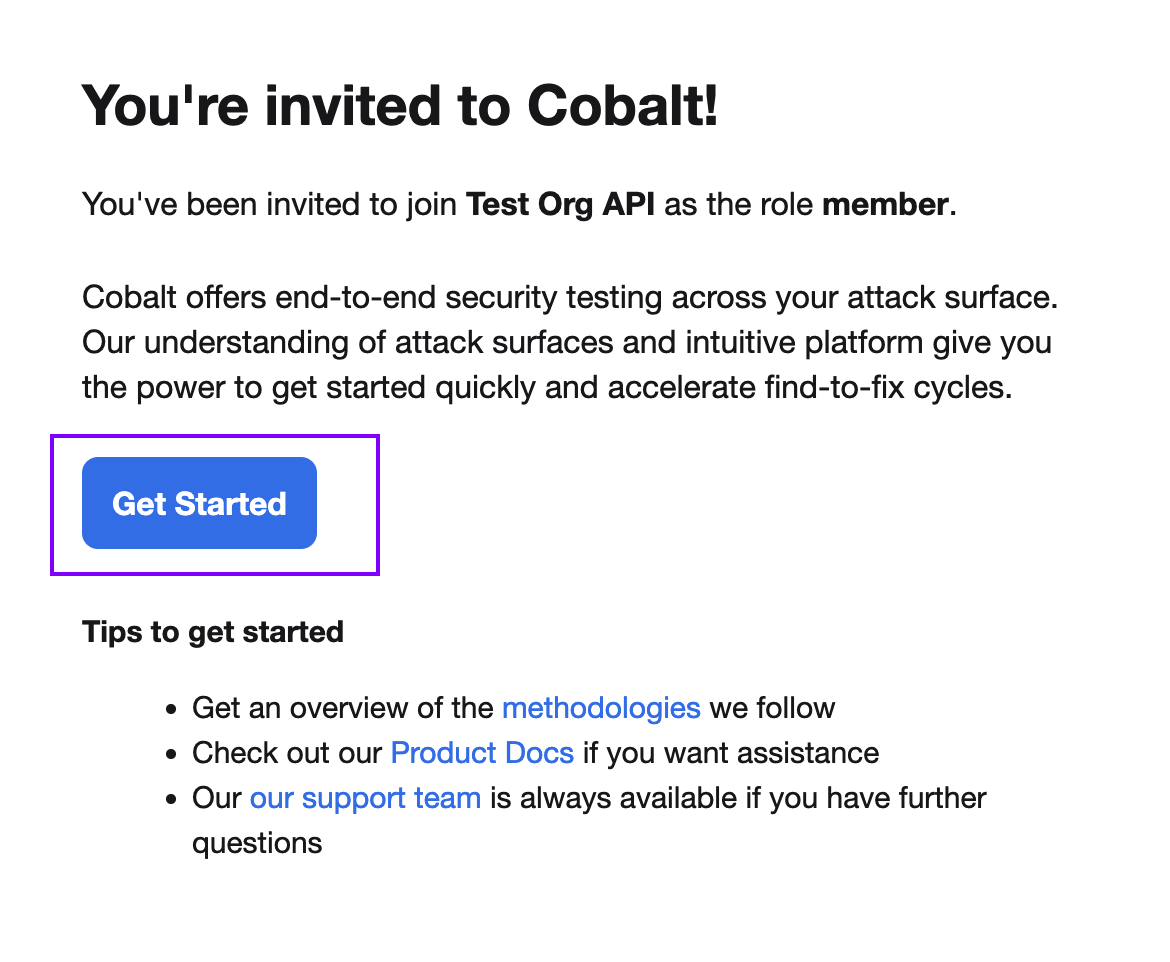 You're invited to Cobalt!
You've been invited to join Test Org API as the role member.
Cobalt offers end-to-end security testing across your attack surface.
Our understanding of attack surfaces and intuitive platform give you
the power to get started quickly and accelerate find-to-fix cycles.
Get Started
Tips to get started
• Get an overview of the methodologies we follow
• Check out our Product Docs if you want assistance
• Our our support team is always available if you have further
questions